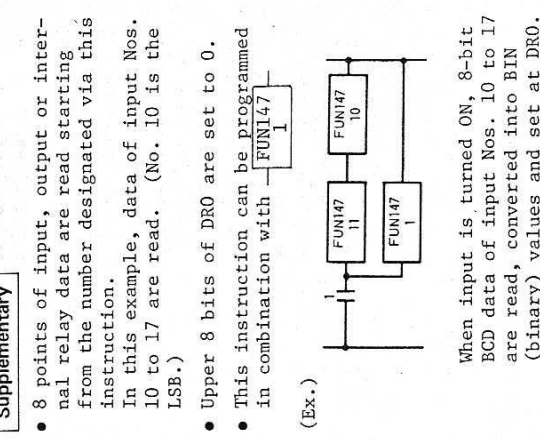 Supplementary
• 8 points of input, output or inter-
nal relay data are read starting
from the number designated via this
instruction.
In this example, data of input Nos.
10 to 17 are read. (No. 10 is the
LSB.)
• Upper 8 bits of DR0 are set to 0.
• This instruction can be programmed
in combination with FUN147
1
(Ex.)
1
FUN147
11
FUN147
10
FUN147
1
When input is turned ON, 8-bit
BCD data of input Nos. 10 to 17
are read, converted into BIN
(binary) values and set at DR0.